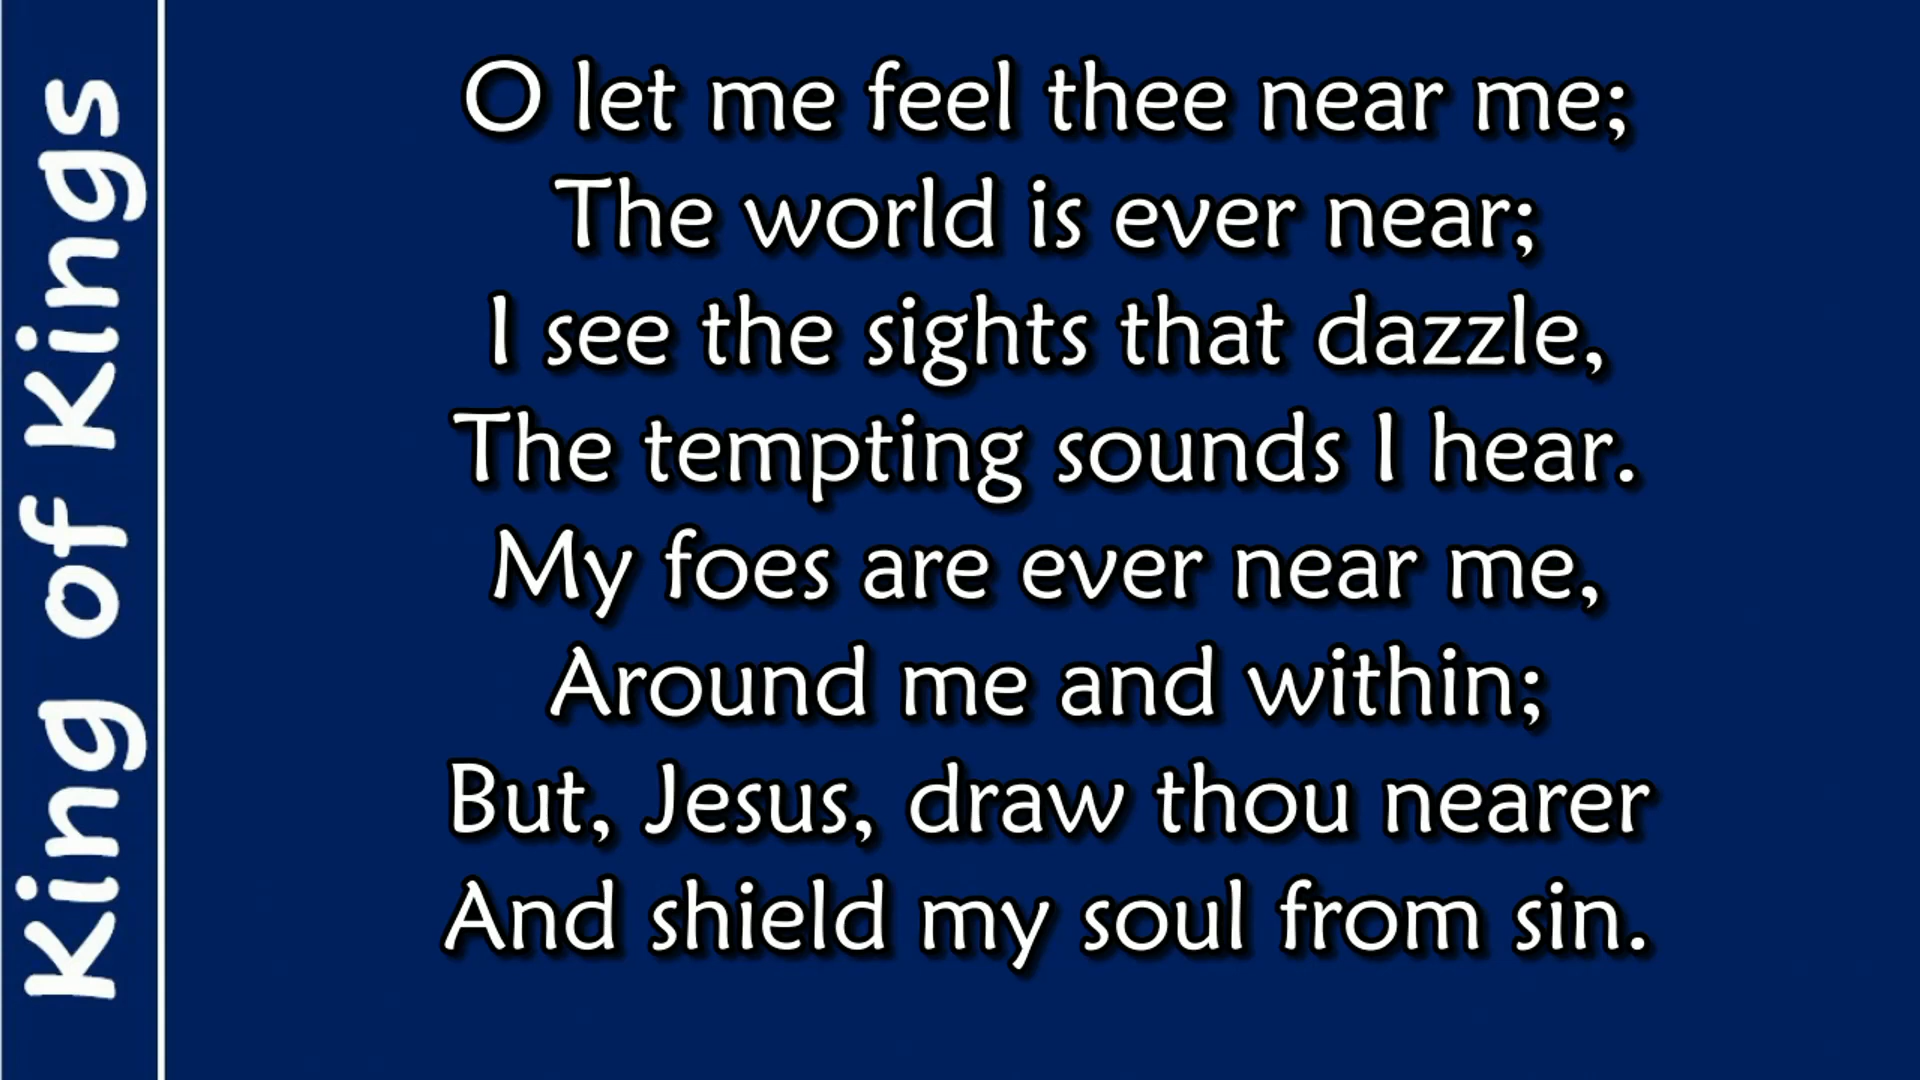 King of Kings
O let me feel thee near me;
The world is ever near;
I see the sights that dazzle,
The tempting sounds I hear.
My foes are ever near me,
Around me and within;
But, Jesus, draw thou nearer
And shield my soul from sin.